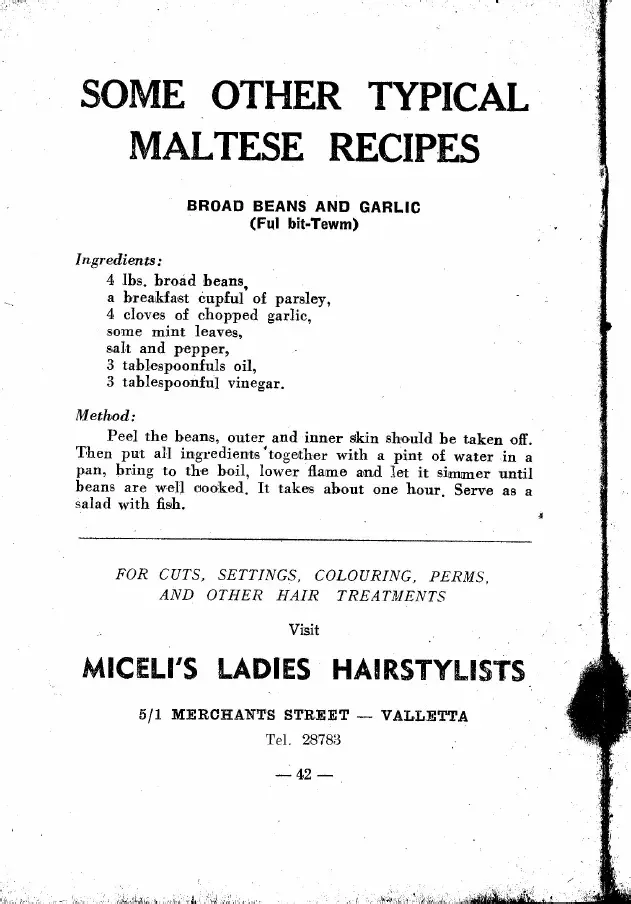 SOME OTHER TYPICAL
MALTESE RECIPES
BROAD BEANS AND GARLIC
(Ful bit-Tewm)
Ingredients:
4 lbs. broad beans,
a breakfast cupful of parsley,
4 cloves of chopped garlic,
some mint leaves,
salt and pepper,
3 tablespoonfuls oil,
3 tablespoonful vinegar.
Method:
Peel the beans, outer and inner skin should be taken off.
Then put all ingredients together with a pint of water in a
pan, bring to the boil, lower flame and let it simmer until
beans are well cooked. It takes about one hour. Serve as a
salad with fish.
FOR CUTS, SETTINGS, COLOURING, PERMS,
AND OTHER HAIR TREATMENTS
Visit
MICELI'S LADIES HAIRSTYLISTS
5/1 MERCHANTS STREET — VALLETTA
Tel. 28783
— 42 —